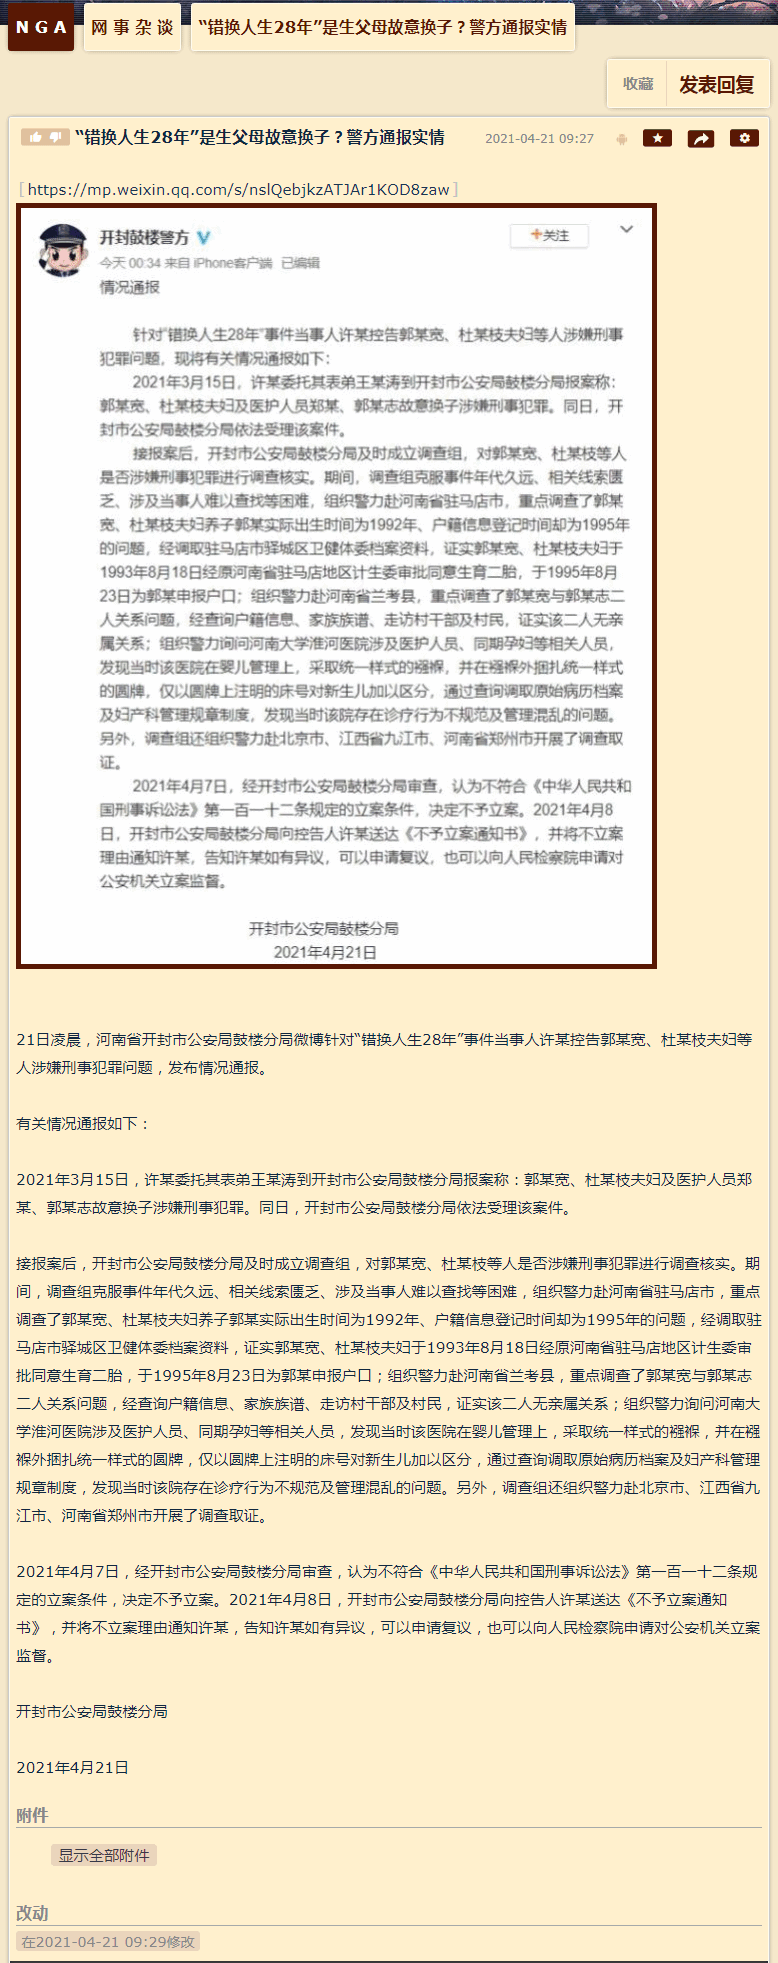 NGA 网事杂谈 “错换人生28年”是生父母故意换子？警方通报实情
收藏 发表回复
“错换人生28年”是生父母故意换子？警方通报实情 2021-04-21 09:27
[https://mp.weixin.qq.com/s/nslQebjkzATJAr1KOD8zaw]
开封鼓楼警方
+关注
今天 00:34 来自 iPhone客户端 已编辑
情况通报
针对“错换人生28年”事件当事人许某控告郭某宽、杜某枝夫妇等人涉嫌刑事
犯罪问题，现将有关情况通报如下：
2021年3月15日，许某委托其表弟王某涛到开封市公安局鼓楼分局报案称：
郭某宽、杜某枝夫妇及医护人员郑某、郭某志故意换子涉嫌刑事犯罪。同日，开
封市公安局鼓楼分局依法受理该案件。
接报案后，开封市公安局鼓楼分局及时成立调查组，对郭某宽、杜某枝等人
是否涉嫌刑事犯罪进行调查核实。期间，调查组克服事件年代久远、相关线索匮
乏、涉及当事人难以查找等困难，组织警力赴河南省驻马店市，重点调查了郭某
宽、杜某枝夫妇养子郭某实际出生时间为1992年、户籍信息登记时间却为1995年
的问题，经调取驻马店市驿城区卫健体委档案资料，证实郭某宽、杜某枝夫妇于
1993年8月18日经原河南省驻马店地区计生委审批同意生育二胎，于1995年8月
23日为郭某申报户口；组织警力赴河南省兰考县，重点调查了郭某宽与郭某志二
人关系问题，经查询户籍信息、家族族谱、走访村干部及村民，证实该二人无亲
属关系；组织警力询问河南大学淮河医院涉及医护人员、同期孕妇等相关人员，
发现当时该医院在婴儿管理上，采取统一样式的襁褓，并在襁褓外捆扎统一样式
的圆牌，仅以圆牌上注明的床号对新生儿加以区分，通过查询调取原始病历档案
及妇产科管理规章制度，发现当时该院存在诊疗行为不规范及管理混乱的问题。
另外，调查组还组织警力赴北京市、江西省九江市、河南省郑州市开展了调查取
证。
2021年4月7日，经开封市公安局鼓楼分局审查，认为不符合《中华人民共和
国刑事诉讼法》第一百一十二条规定的立案条件，决定不予立案。2021年4月8
日，开封市公安局鼓楼分局向控告人许某送达《不予立案通知书》，并将不立案
理由通知许某，告知许某如有异议，可以申请复议，也可以向人民检察院申请对
公安机关立案监督。
开封市公安局鼓楼分局
2021年4月21日
21日凌晨，河南省开封市公安局鼓楼分局微博针对“错换人生28年”事件当事人许某控告郭某宽、杜某枝夫妇等
人涉嫌刑事犯罪问题，发布情况通报。
有关情况通报如下：
2021年3月15日，许某委托其表弟王某涛到开封市公安局鼓楼分局报案称：郭某宽、杜某枝夫妇及医护人员郑
某、郭某志故意换子涉嫌刑事犯罪。同日，开封市公安局鼓楼分局依法受理该案件。
接报案后，开封市公安局鼓楼分局及时成立调查组，对郭某宽、杜某枝等人是否涉嫌刑事犯罪进行调查核实。期
间，调查组克服事件年代久远、相关线索匮乏、涉及当事人难以查找等困难，组织警力赴河南省驻马店市，重点
调查了郭某宽、杜某枝夫妇养子郭某实际出生时间为1992年、户籍信息登记时间却为1995年的问题，经调取驻
马店市驿城区卫健体委档案资料，证实郭某宽、杜某枝夫妇于1993年8月18日经原河南省驻马店地区计生委审
批同意生育二胎，于1995年8月23日为郭某申报户口；组织警力赴河南省兰考县，重点调查了郭某宽与郭某志
二人关系问题，经查询户籍信息、家族族谱、走访村干部及村民，证实该二人无亲属关系；组织警力询问河南大
学淮河医院涉及医护人员、同期孕妇等相关人员，发现当时该医院在婴儿管理上，采取统一样式的襁褓，并在襁
褓外捆扎统一样式的圆牌，仅以圆牌上注明的床号对新生儿加以区分，通过查询调取原始病历档案及妇产科管理
规章制度，发现当时该院存在诊疗行为不规范及管理混乱的问题。另外，调查组还组织警力赴北京市、江西省九
江市、河南省郑州市开展了调查取证。
2021年4月7日，经开封市公安局鼓楼分局审查，认为不符合《中华人民共和国刑事诉讼法》第一百一十二条规
定的立案条件，决定不予立案。2021年4月8日，开封市公安局鼓楼分局向控告人许某送达《不予立案通知
书》，并将不立案理由通知许某，告知许某如有异议，可以申请复议，也可以向人民检察院申请对公安机关立案
监督。
开封市公安局鼓楼分局
2021年4月21日
附件
显示全部附件
改动
在2021-04-21 09:29修改